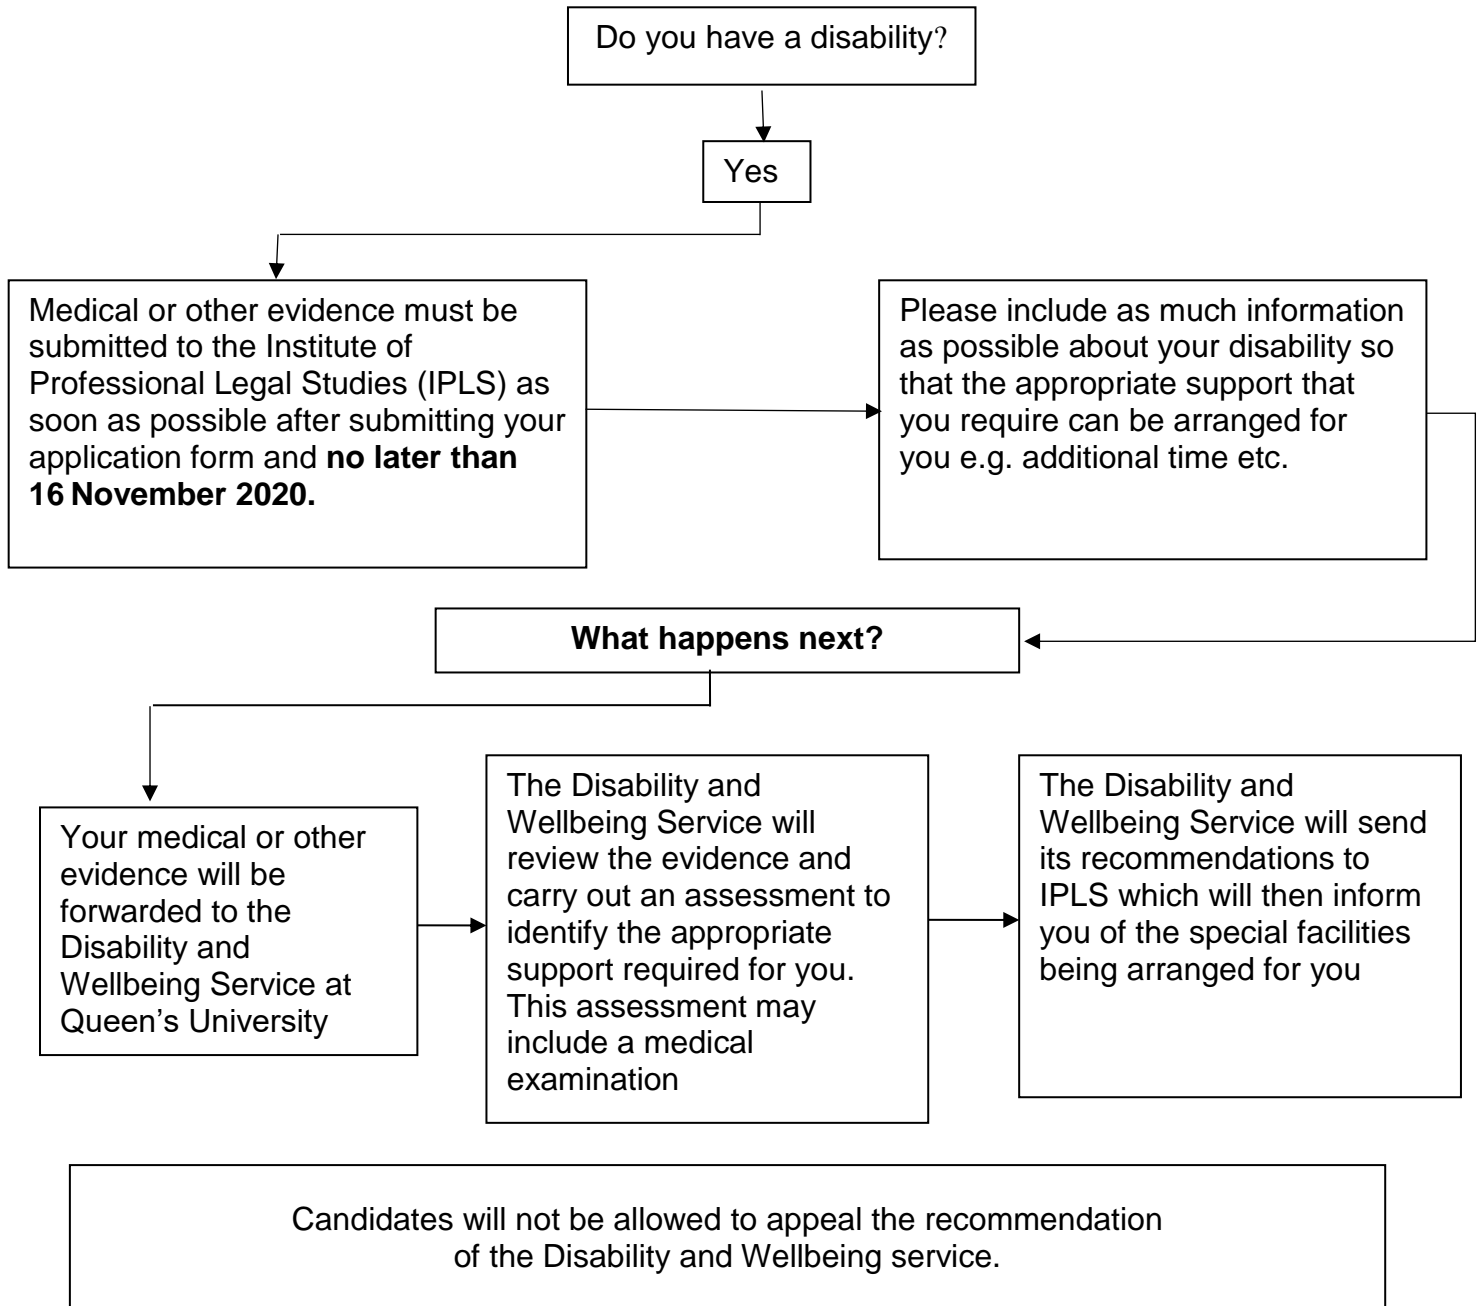 Do you have a disability?
Yes
Medical or other evidence must be
submitted to the Institute of
Professional Legal Studies (IPLS) as
soon as possible after submitting your
application form and no later than
16 November 2020.
Please include as much information
as possible about your disability so
that the appropriate support that
you require can be arranged for
you e.g. additional time etc.
What happens next?
Your medical or other
evidence will be
forwarded to the
Disability and
Wellbeing Service at
Queen’s University
The Disability and
Wellbeing Service will
review the evidence and
carry out an assessment to
identify the appropriate
support required for you.
This assessment may
include a medical
examination
The Disability and
Wellbeing Service will send
its recommendations to
IPLS which will then inform
you of the special facilities
being arranged for you
Candidates will not be allowed to appeal the recommendation
of the Disability and Wellbeing service.